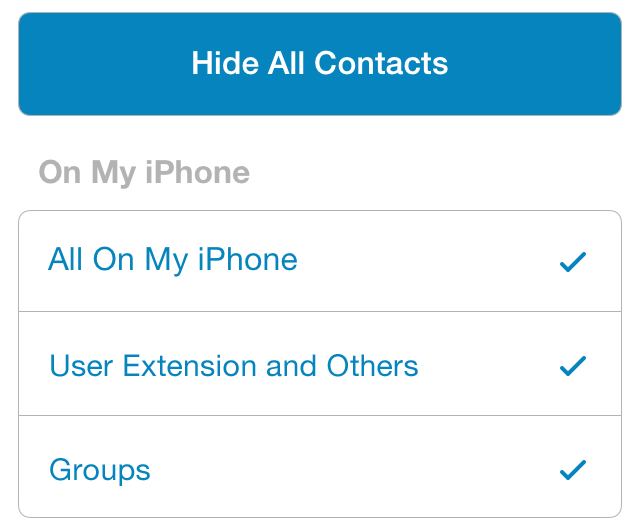 Hide All Contacts
On My iPhone
All On My iPhone
User Extension and Others
Groups